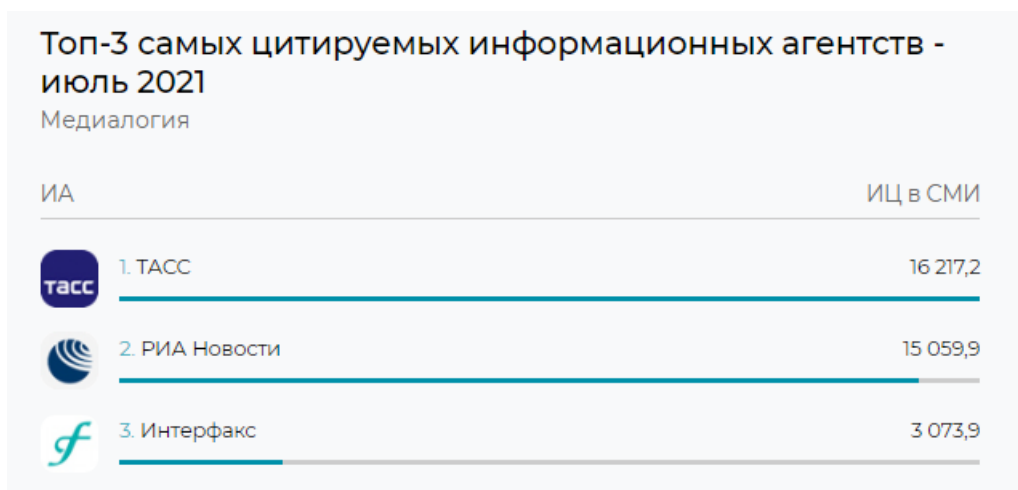 Топ-3 самых цитируемых информационных агентств -
июль 2021
Медиалогия
ИА ИЦ в СМИ
тасс
1. ТАСС 16 217,2
2. РИА Новости 15 059,9
3. Интерфакс 3 073,9